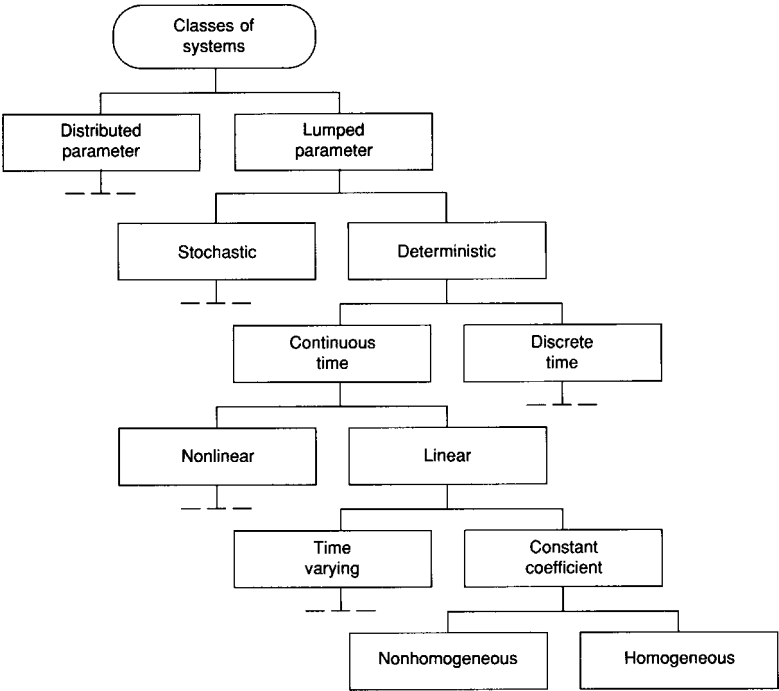 Classes of
systems
Distributed
parameter
Lumped
parameter
Stochastic
Deterministic
Continuous
time
Discrete
time
Nonlinear
Linear
Time
varying
Constant
coefficient
Nonhomogeneous
Homogeneous